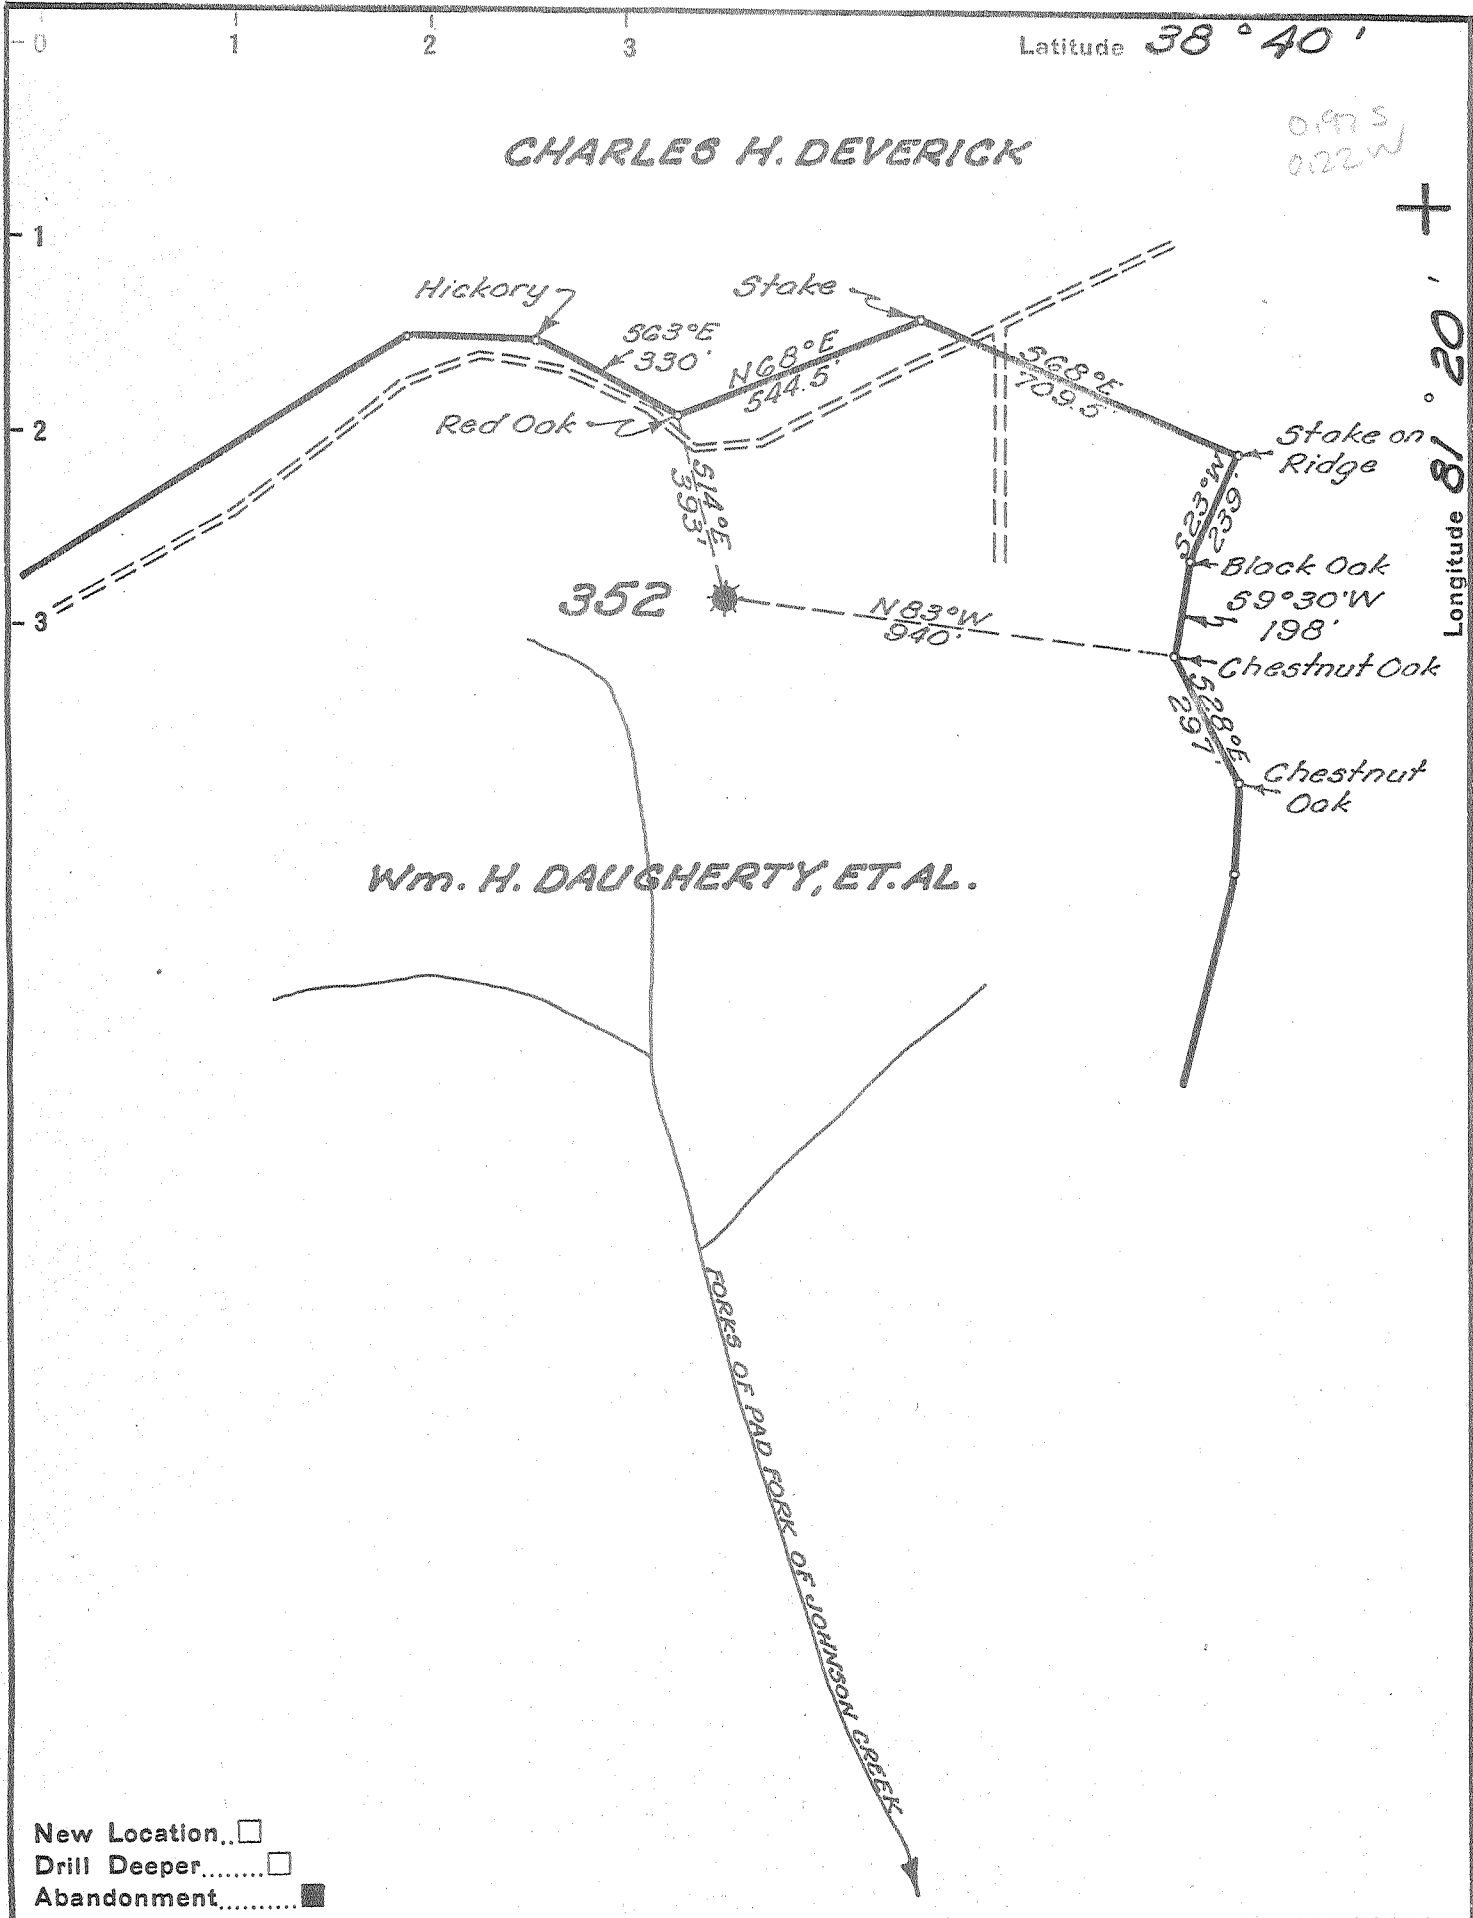 0 1 2 3 Latitude 38° 40'
0.97 S
0.22 W
CHARLES H. DEVERICK
+
1
Hickory
Stake
S63°E
330'
N68°E
544.5'
S68°E
709.5'
Longitude 81° 20'
2
Red Oak
Stake on
Ridge
S14°E
393'
S23°W
239'
Black Oak
S9°30'W
198'
352
3
N83°W
940'
Chestnut Oak
S28°E
297'
Chestnut
Oak
Wm. H. DAUGHERTY, ET. AL.
FORKS OF PAD FORK OF JOHNSON CREEK
New Location..☐
Drill Deeper........☐
Abandonment..........■